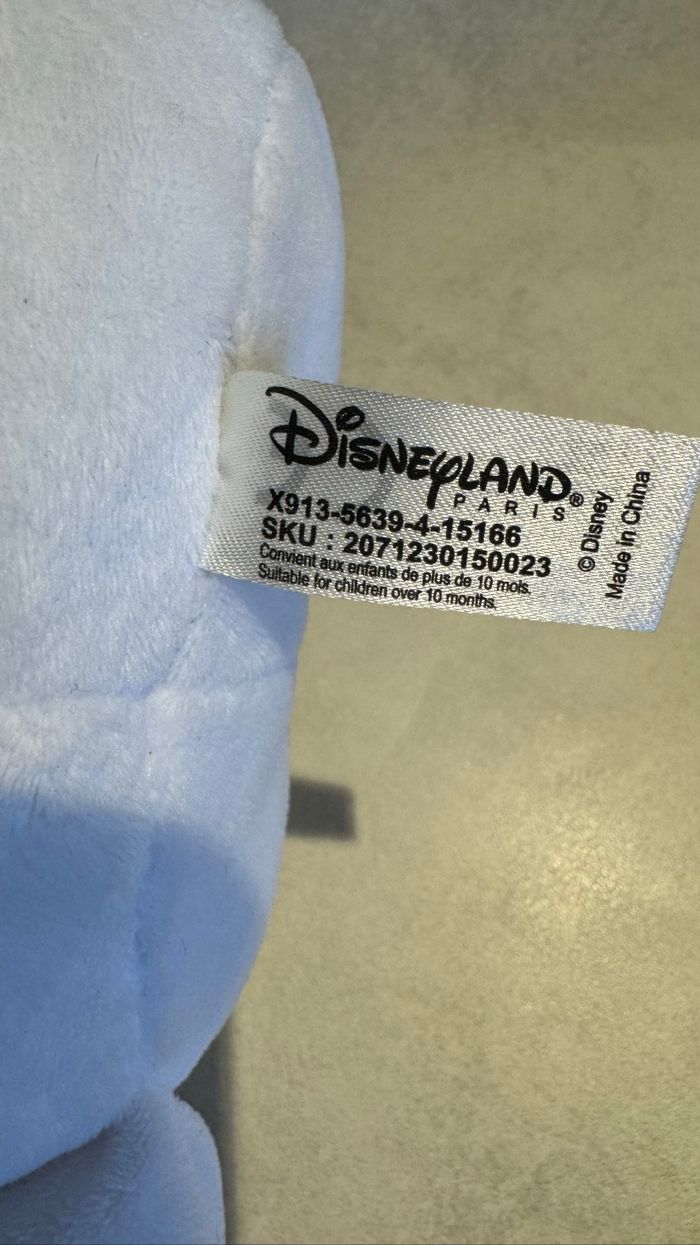 DISNEYLAND®
PARIS
X913-5639-4-15166
SKU : 2071230150023
Convient aux enfants de plus de 10 mois.
Suitable for children over 10 months.
© Disney
Made in China